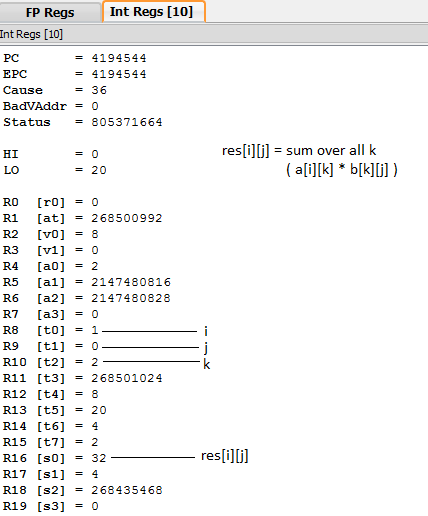 FP Regs Int Regs [10]
Int Regs [10]
PC = 4194544
EPC = 4194544
Cause = 36
BadVAddr = 0
Status = 805371664
HI = 0
LO = 20
res[i][j] = sum over all k
( a[i][k] * b[k][j] )
R0 [r0] = 0
R1 [at] = 268500992
R2 [v0] = 8
R3 [v1] = 0
R4 [a0] = 2
R5 [a1] = 2147480816
R6 [a2] = 2147480828
R7 [a3] = 0
R8 [t0] = 1 i
R9 [t1] = 0 j
R10 [t2] = 2 k
R11 [t3] = 268501024
R12 [t4] = 8
R13 [t5] = 20
R14 [t6] = 4
R15 [t7] = 2
R16 [s0] = 32 res[i][j]
R17 [s1] = 4
R18 [s2] = 268435468
R19 [s3] = 0